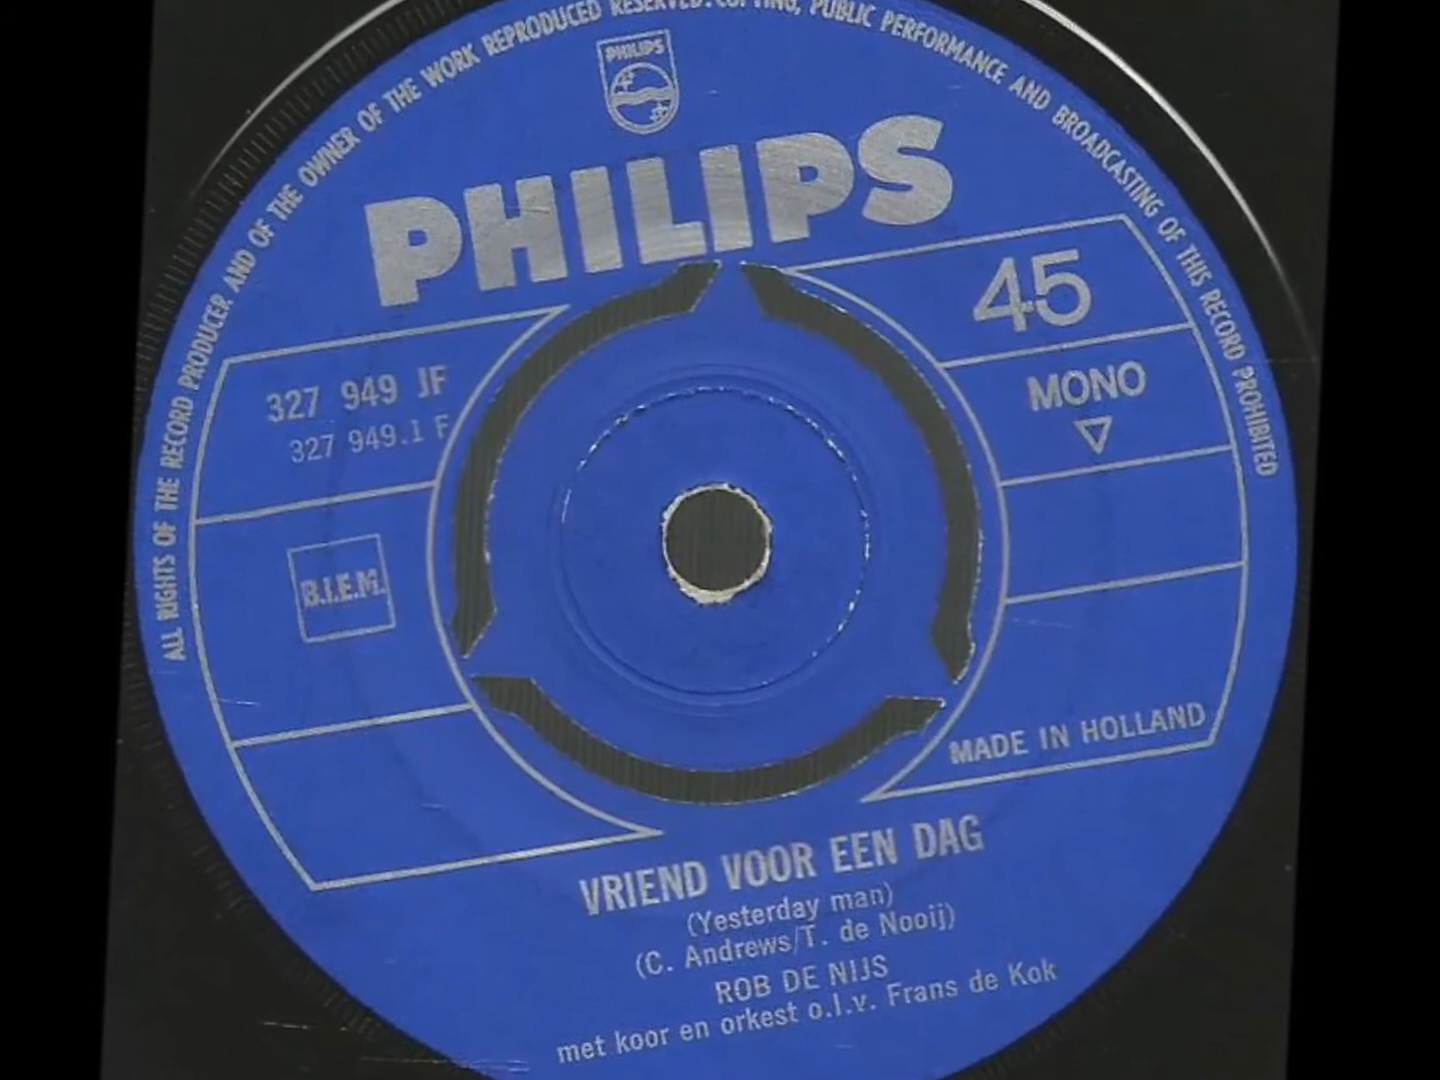 ALL RIGHTS OF THE RECORD PRODUCER AND OF THE OWNER OF THE WORK REPRODUCED RESERVED. COPYING, PUBLIC PERFORMANCE AND BROADCASTING OF THIS RECORD PROHIBITED
PHILIPS
PHILIPS
45
327 949 JF
327 949.1 F
MONO
B.I.E.M.
MADE IN HOLLAND
VRIEND VOOR EEN DAG
(Yesterday man)
(C. Andrews/T. de Nooij)
ROB DE NIJS
met koor en orkest o.l.v. Frans de Kok